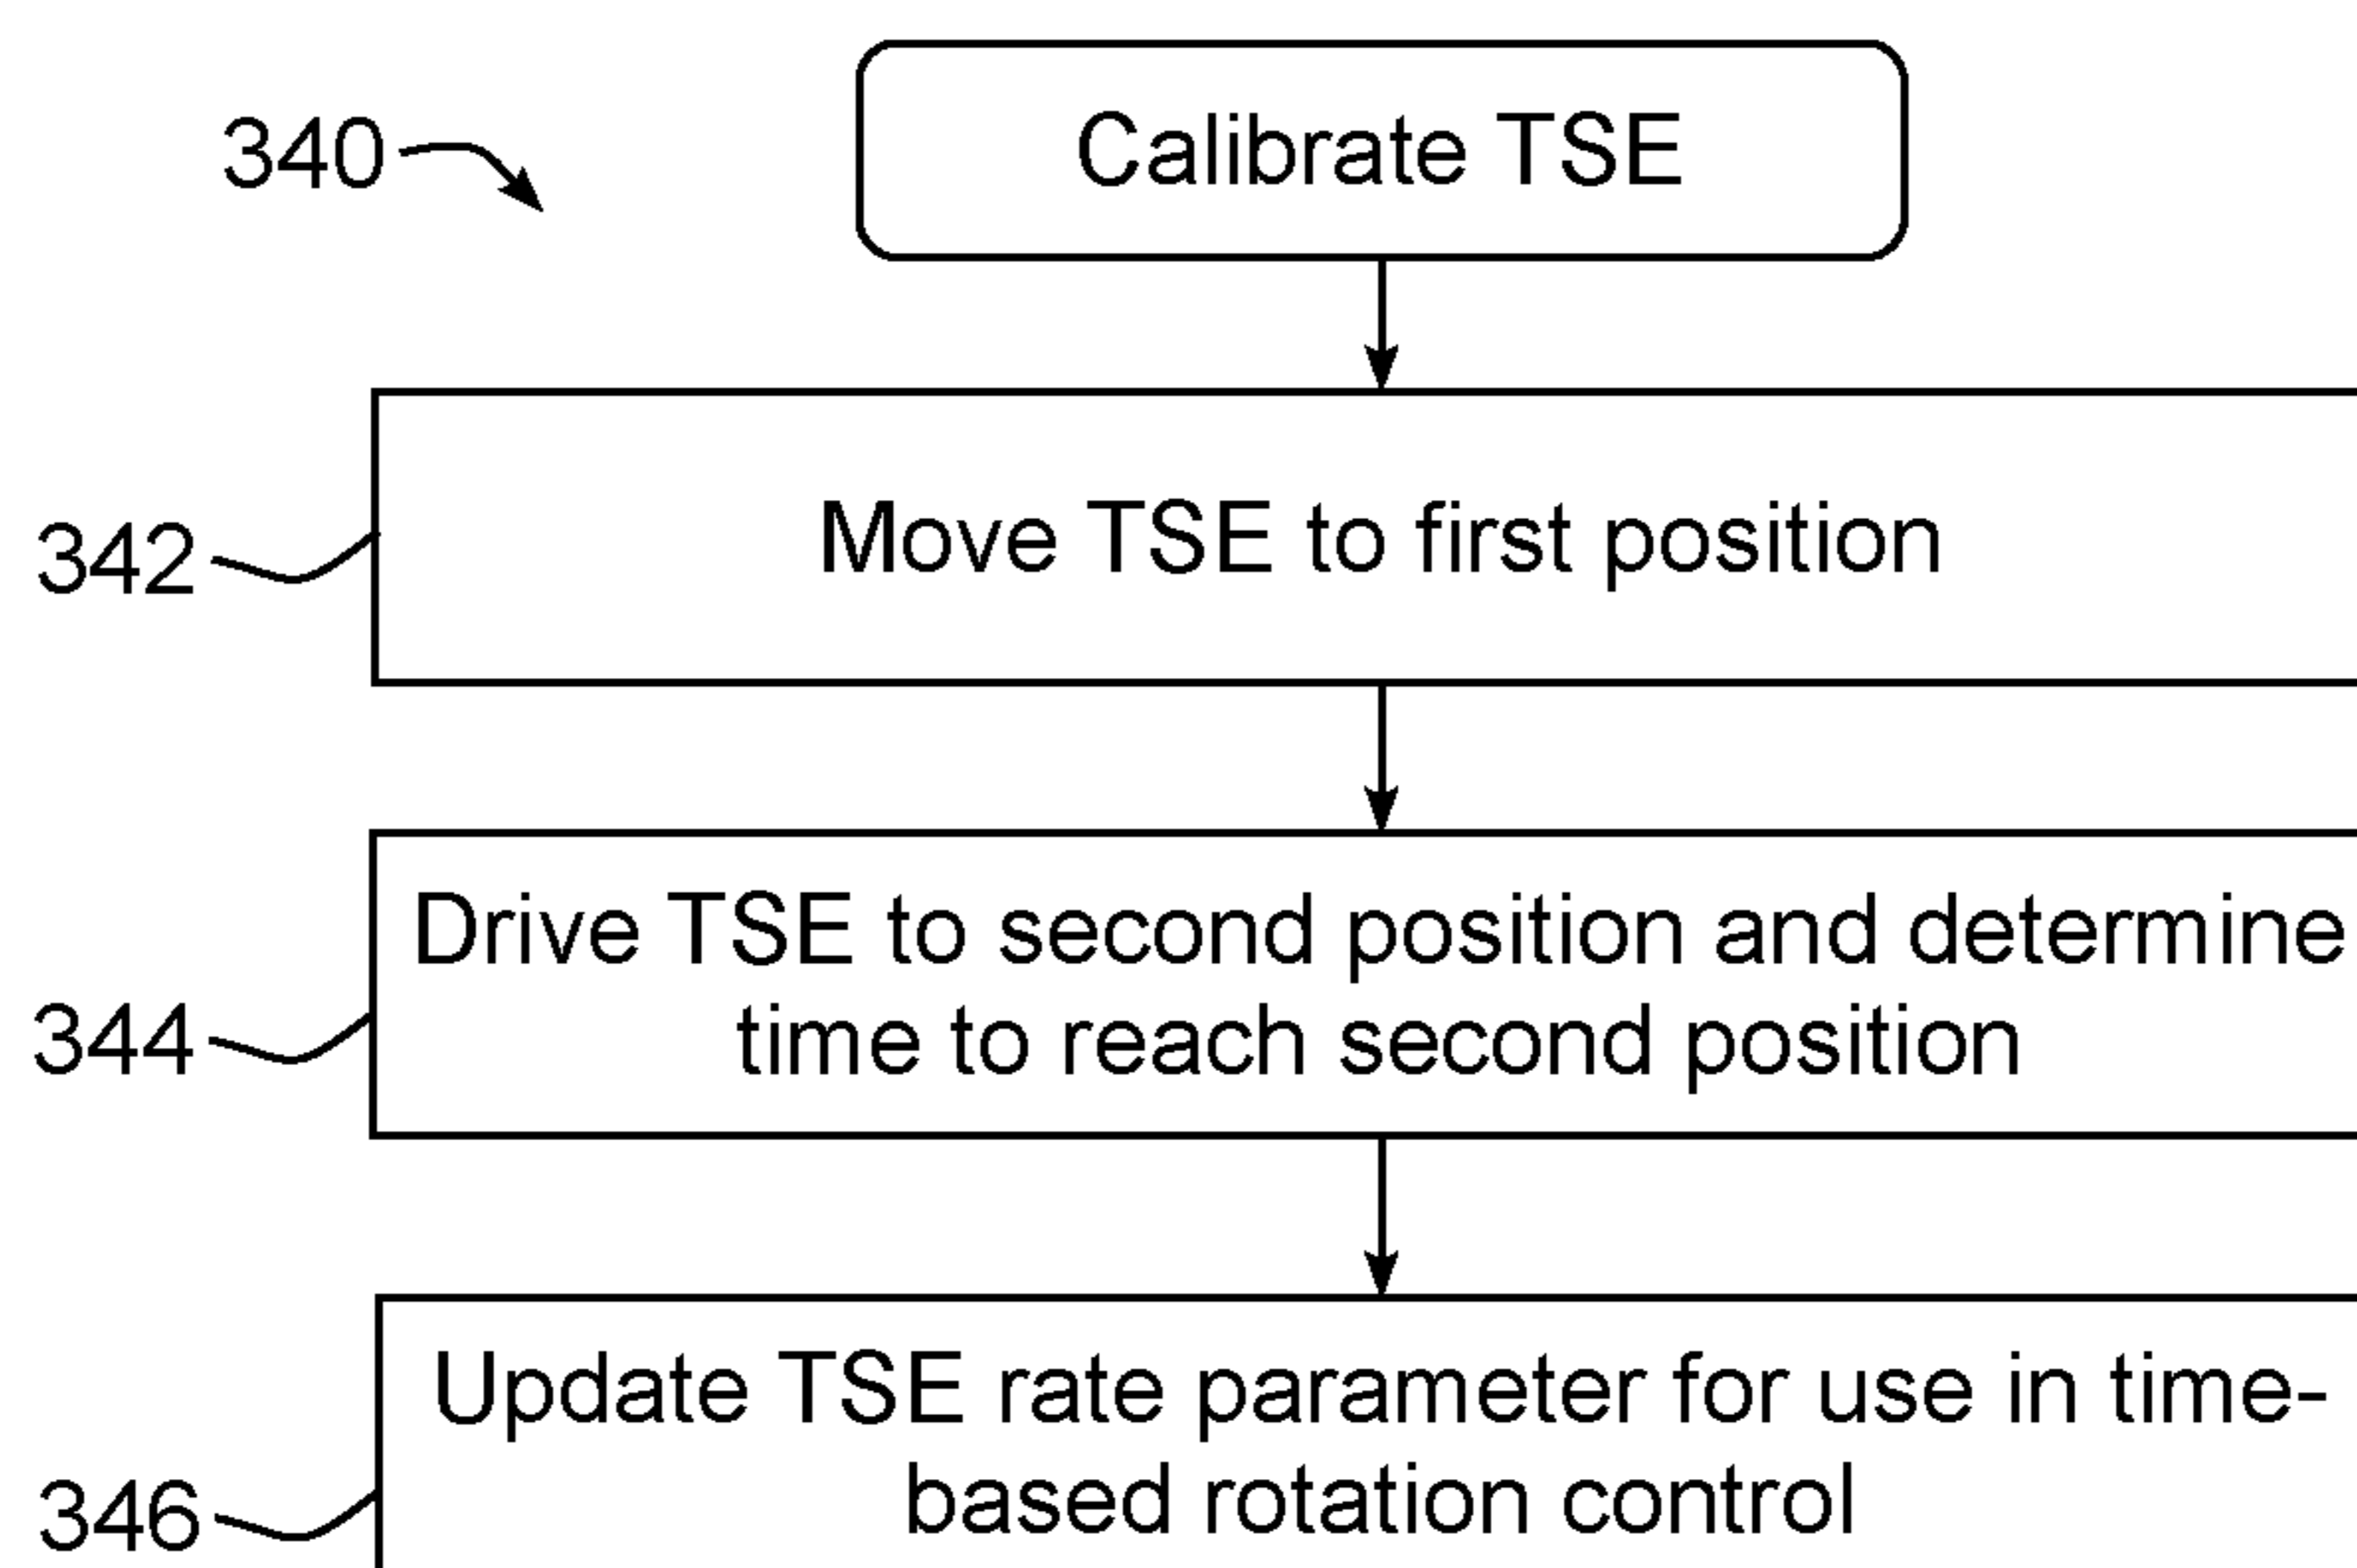 340
Calibrate TSE
342
Move TSE to first position
344
Drive TSE to second position and determine
time to reach second position
346
Update TSE rate parameter for use in time-
based rotation control